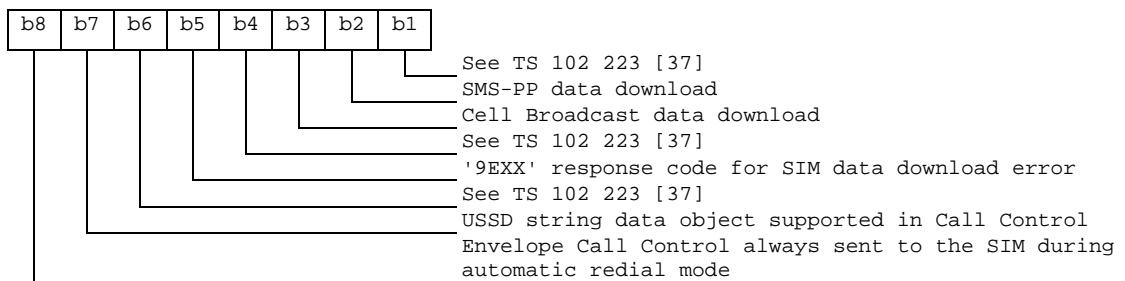 b8 b7 b6 b5 b4 b3 b2 b1
See TS 102 223 [37]
SMS-PP data download
Cell Broadcast data download
See TS 102 223 [37]
'9EXX' response code for SIM data download error
See TS 102 223 [37]
USSD string data object supported in Call Control
Envelope Call Control always sent to the SIM during
automatic redial mode